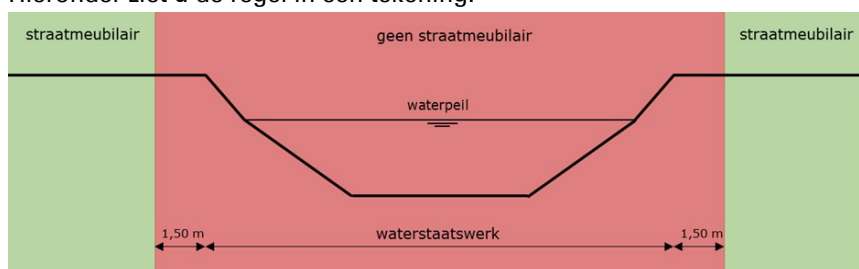 Hieronder ziet u de regel in een tekening.
straatmeubilair geen straatmeubilair straatmeubilair
waterpeil
1,50 m waterstaatswerk 1,50 m